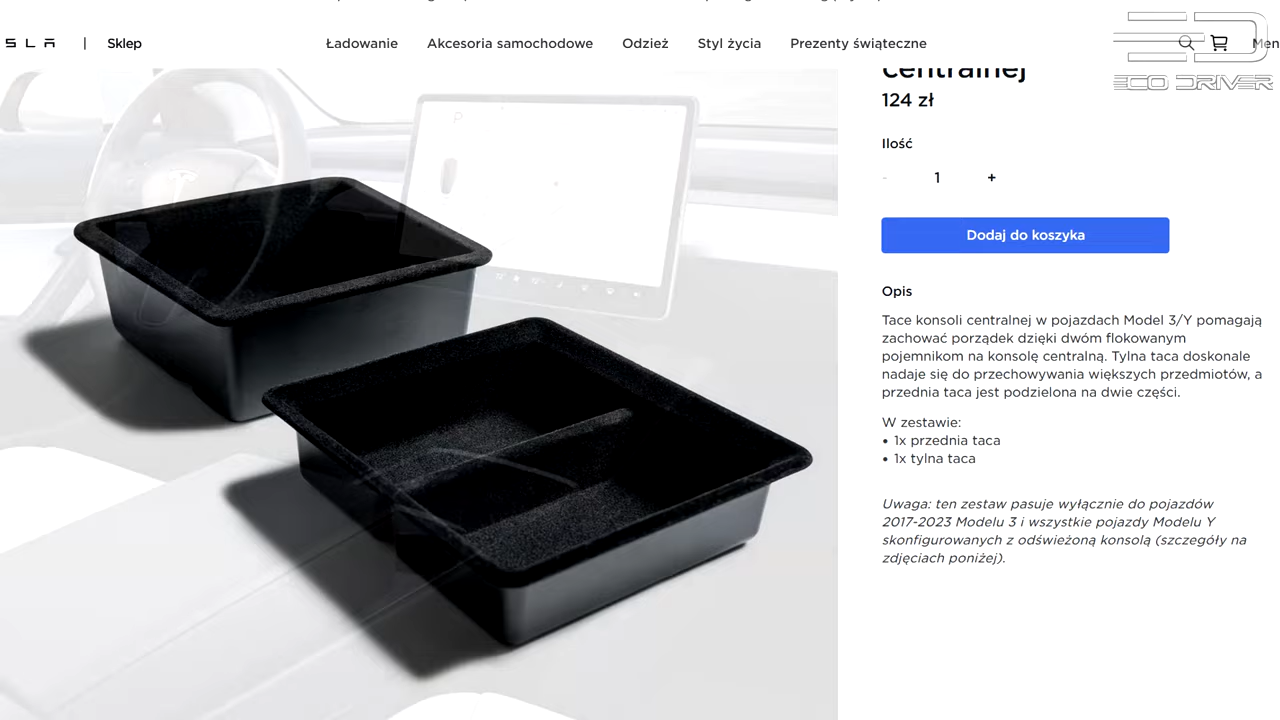 SLA | Sklep
Ładowanie Akcesoria samochodowe Odzież Styl życia Prezenty świąteczne
Men
ECO DRIVER
centralnej
124 zł
Ilość
- 1 +
Dodaj do koszyka
Opis
Tace konsoli centralnej w pojazdach Model 3/Y pomagają
zachować porządek dzięki dwóm flokowanym
pojemnikom na konsolę centralną. Tylna taca doskonale
nadaje się do przechowywania większych przedmiotów, a
przednia taca jest podzielona na dwie części.
W zestawie:
• 1x przednia taca
• 1x tylna taca
Uwaga: ten zestaw pasuje wyłącznie do pojazdów
2017-2023 Modelu 3 i wszystkie pojazdy Modelu Y
skonfigurowanych z odświeżoną konsolą (szczegóły na
zdjęciach poniżej).